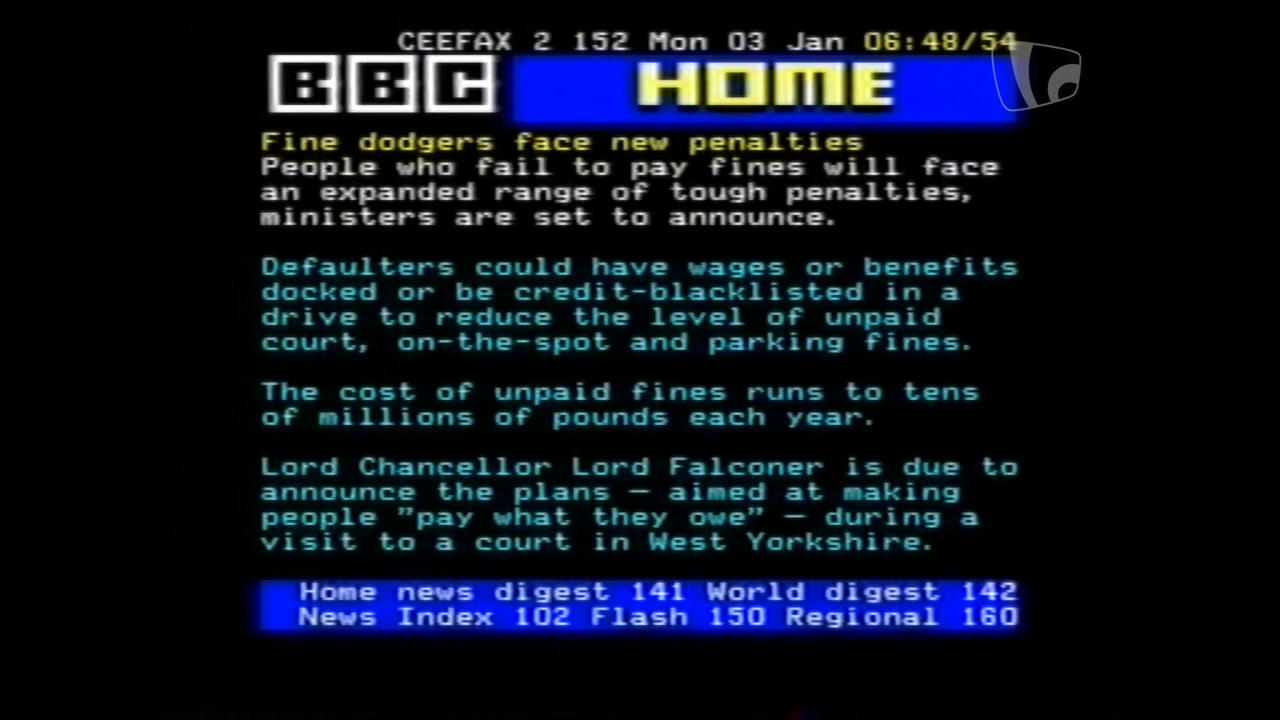 CEEFAX 2 152 Mon 03 Jan 06:48/54
BBC HOME
Fine dodgers face new penalties
People who fail to pay fines will face
an expanded range of tough penalties,
ministers are set to announce.
Defaulters could have wages or benefits
docked or be credit-blacklisted in a
drive to reduce the level of unpaid
court, on-the-spot and parking fines.
The cost of unpaid fines runs to tens
of millions of pounds each year.
Lord Chancellor Lord Falconer is due to
announce the plans — aimed at making
people "pay what they owe" — during a
visit to a court in West Yorkshire.
Home news digest 141 World digest 142
News Index 102 Flash 150 Regional 160